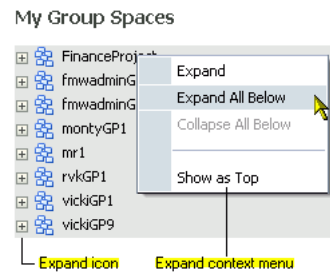 My Group Spaces
FinanceProject
fmwadminG
fmwadminG
montyGP1
mr1
rvkGP1
vickiGP1
vickiGP9
Expand
Expand All Below
Collapse All Below
Show as Top
Expand icon
Expand context menu